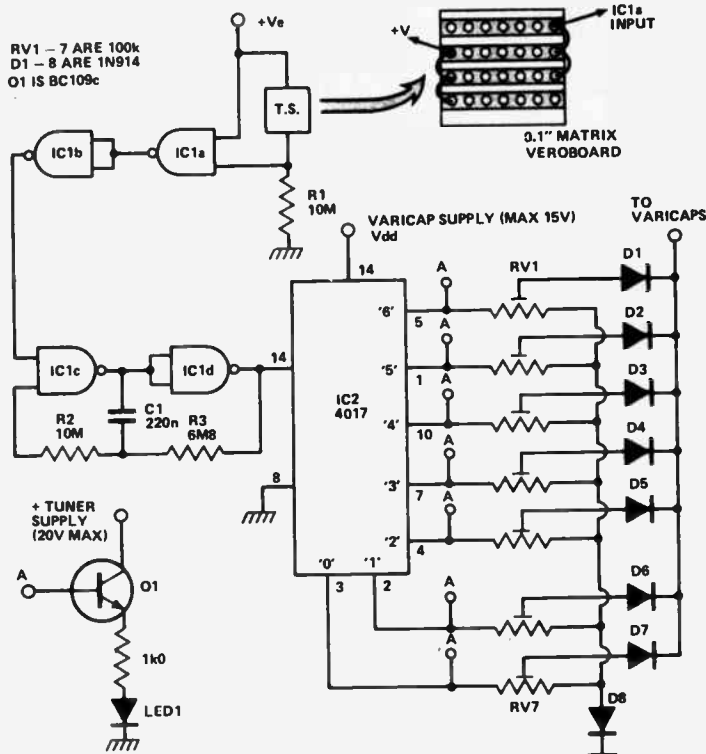 RV1 – 7 ARE 100k
D1 – 8 ARE 1N914
Q1 IS BC109c
+Ve
T.S.
IC1b
IC1a
R1
10M
+V
IC1a
INPUT
0.1" MATRIX
VEROBOARD
VARICAP SUPPLY (MAX 15V)
Vdd
TO
VARICAPS
14
IC1c
IC1d
14
C1
220n
R2
10M
R3
6M8
8
IC2
4017
'6'
5
A
RV1
D1
'5'
1
A
D2
'4'
10
A
D3
'3'
7
A
D4
'2'
4
A
D5
'0'
3
'1'
2
A
D6
A
RV7
D7
D8
+ TUNER
SUPPLY
(20V MAX)
A
Q1
1k0
LED1